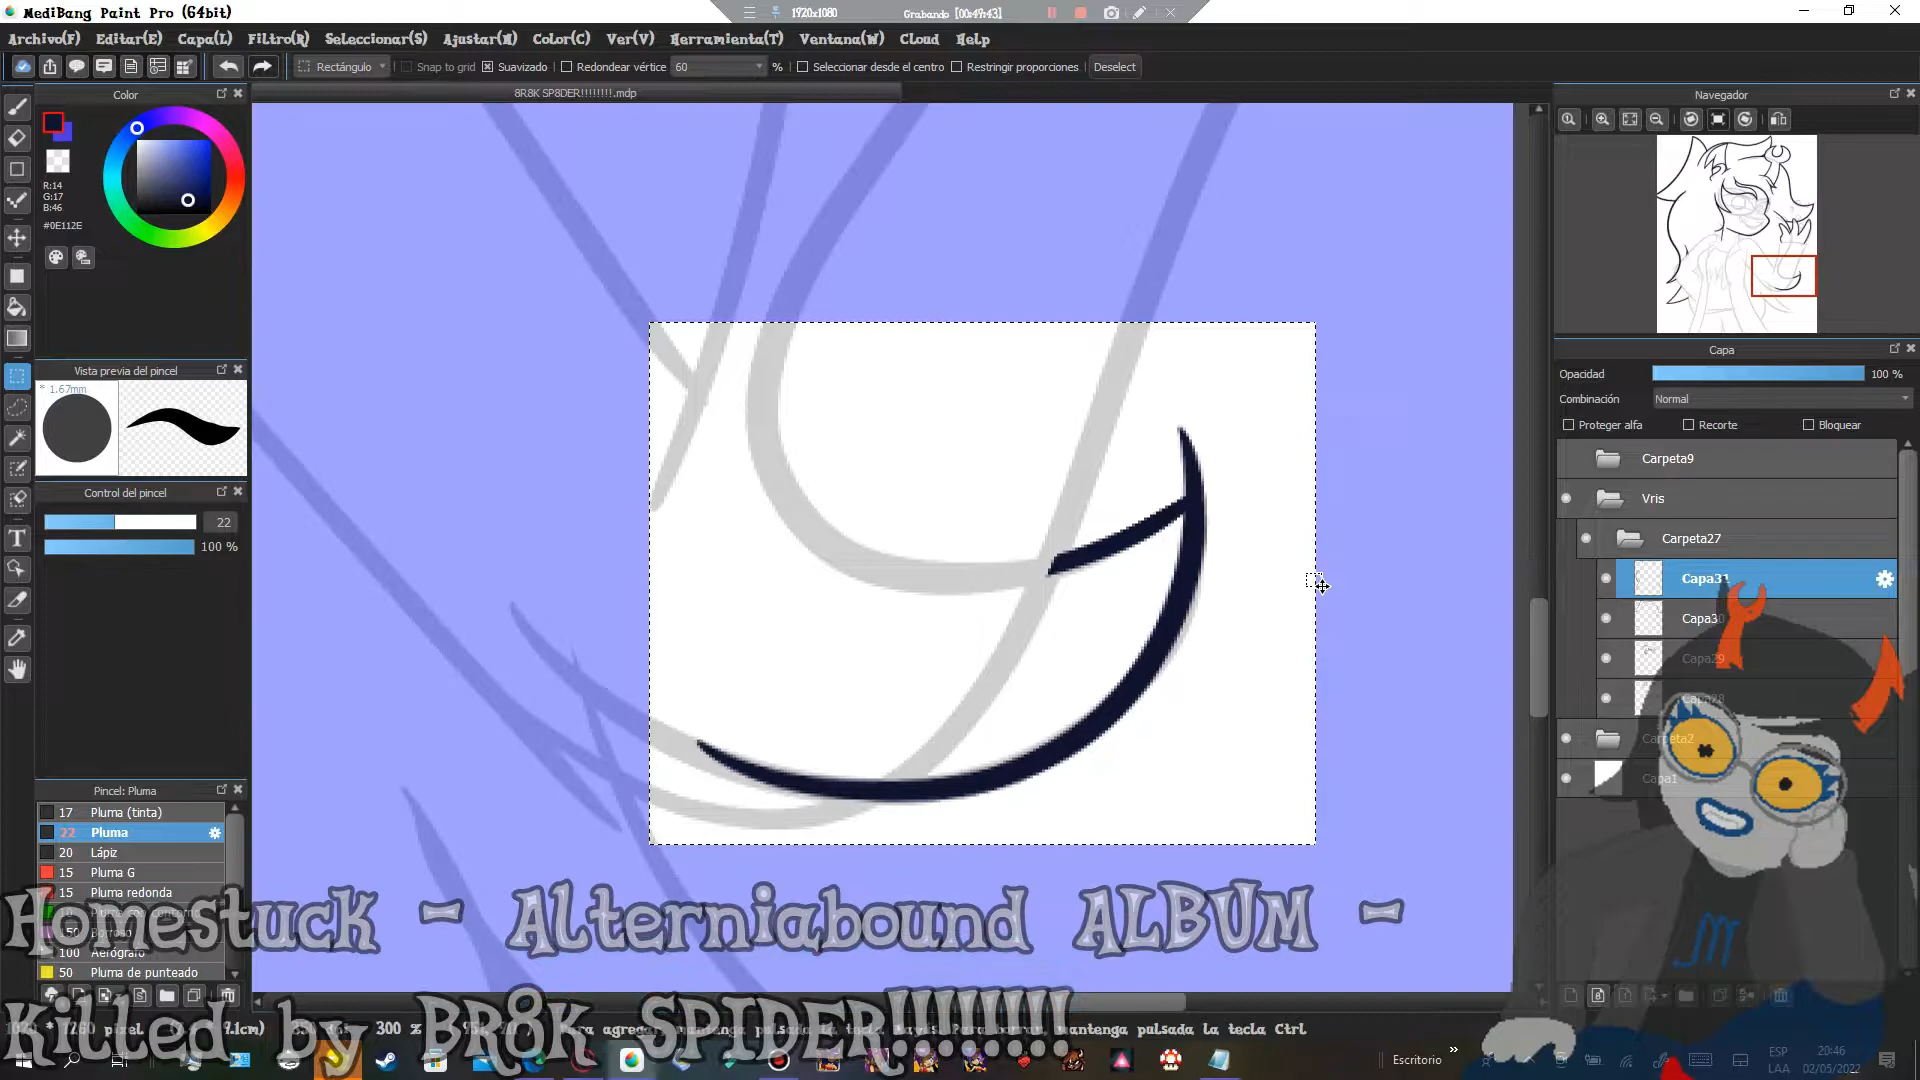 MediBang Paint Pro (64bit)
1920x1080
Grabando [00:49:43]
Archivo(F) Editar(E) Capa(L) Filtro(R) Seleccionar(S) Ajustar(M) Color(C) Ver(V) Herramienta(T) Ventana(W) Cloud Help
Rectángulo Snap to grid Suavizado Redondear vértice 60 % Seleccionar desde el centro Restringir proporciones Deselect
8R8K SP8DER!!!!!!!!.mdp
Color
R:14
G:17
B:46
#0E112E
Vista previa del pincel
* 1.67mm
Control del pincel
22
100 %
Pincel: Pluma
17 Pluma (tinta)
22 Pluma
20 Lápiz
15 Pluma G
15 Pluma redonda
150 Borroso
100 Aerógrafo
50 Pluma de punteado
Navegador
Capa
Opacidad 100 %
Combinación Normal
Proteger alfa Recorte Bloquear
Carpeta9
Vris
Carpeta27
Capa31
Capa30
Capa29
Capa28
Carpeta2
Capa1
Homestuck - Alterniabound ALBUM -
Killed by BR8K SPIDER!!!!!!!!
300 %
mantenga pulsada la tecla Ctrl
Escritorio
ESP
LAA
20:46
02/05/2022